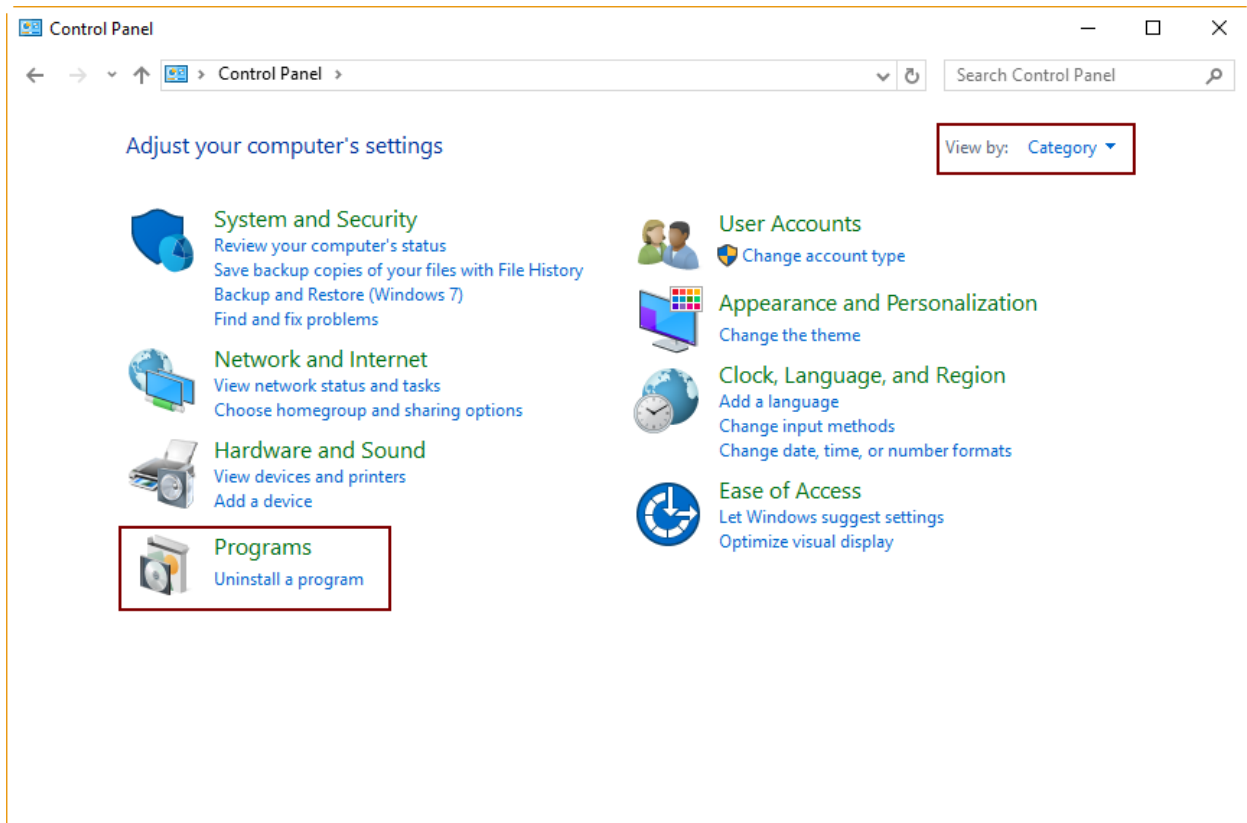 Control Panel
Control Panel
Search Control Panel
Adjust your computer's settings
View by: Category
System and Security
Review your computer's status
Save backup copies of your files with File History
Backup and Restore (Windows 7)
Find and fix problems
Network and Internet
View network status and tasks
Choose homegroup and sharing options
Hardware and Sound
View devices and printers
Add a device
Programs
Uninstall a program
User Accounts
Change account type
Appearance and Personalization
Change the theme
Clock, Language, and Region
Add a language
Change input methods
Change date, time, or number formats
Ease of Access
Let Windows suggest settings
Optimize visual display